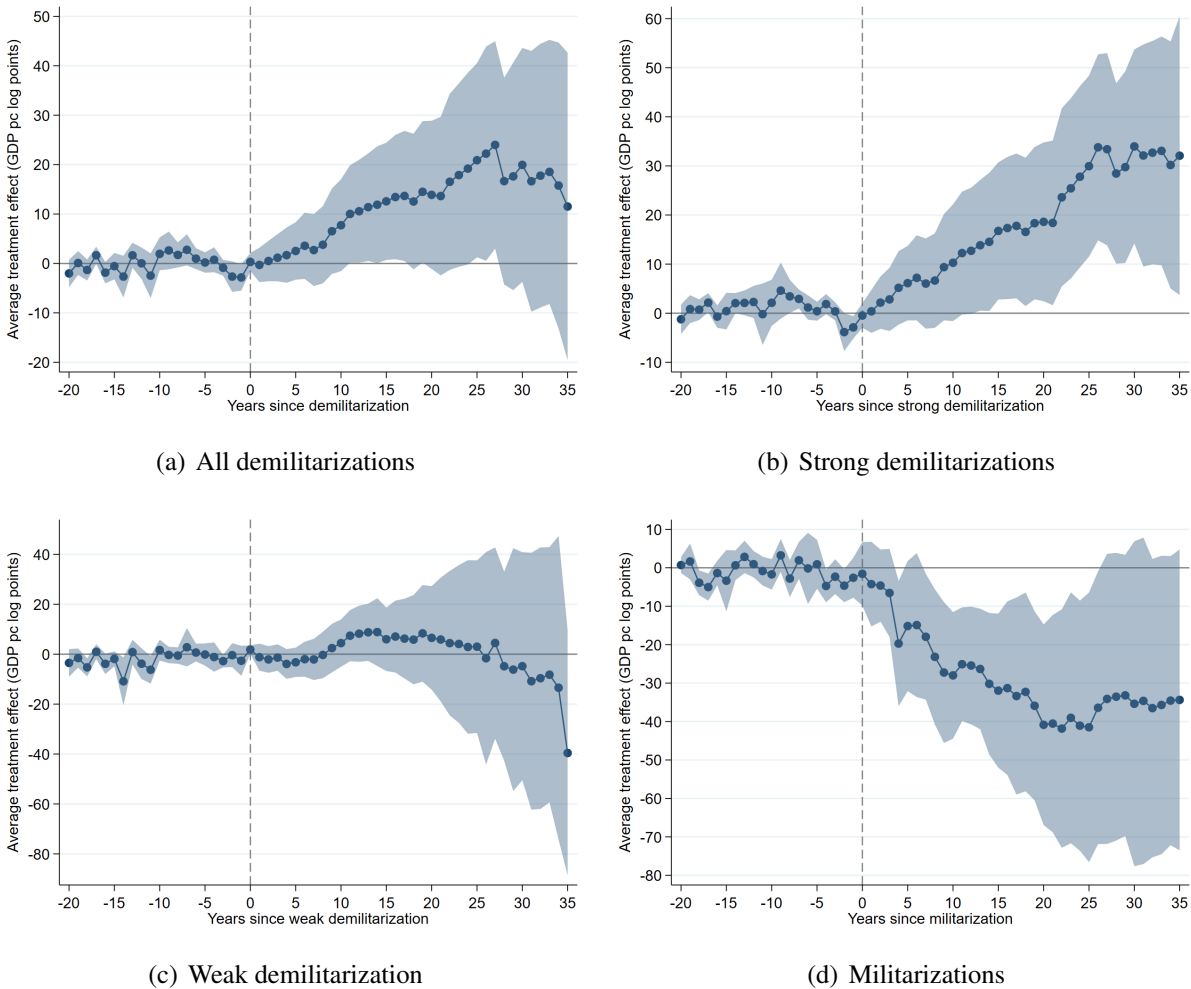 Average treatment effect (GDP pc log points)
50
40
30
20
10
0
-10
-20
-20 -15 -10 -5 0 5 10 15 20 25 30 35
Years since demilitarization
(a) All demilitarizations
Average treatment effect (GDP pc log points)
60
50
40
30
20
10
0
-10
-20 -15 -10 -5 0 5 10 15 20 25 30 35
Years since strong demilitarization
(b) Strong demilitarizations
Average treatment effect (GDP pc log points)
40
20
0
-20
-40
-60
-80
-20 -15 -10 -5 0 5 10 15 20 25 30 35
Years since weak demilitarization
(c) Weak demilitarization
Average treatment effect (GDP pc log points)
10
0
-10
-20
-30
-40
-50
-60
-70
-80
-20 -15 -10 -5 0 5 10 15 20 25 30 35
Years since militarization
(d) Militarizations